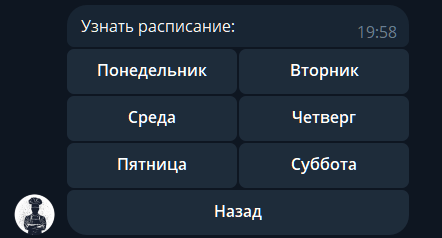 Узнать расписание:
19:58
Понедельник
Вторник
Среда
Четверг
Пятница
Суббота
Назад